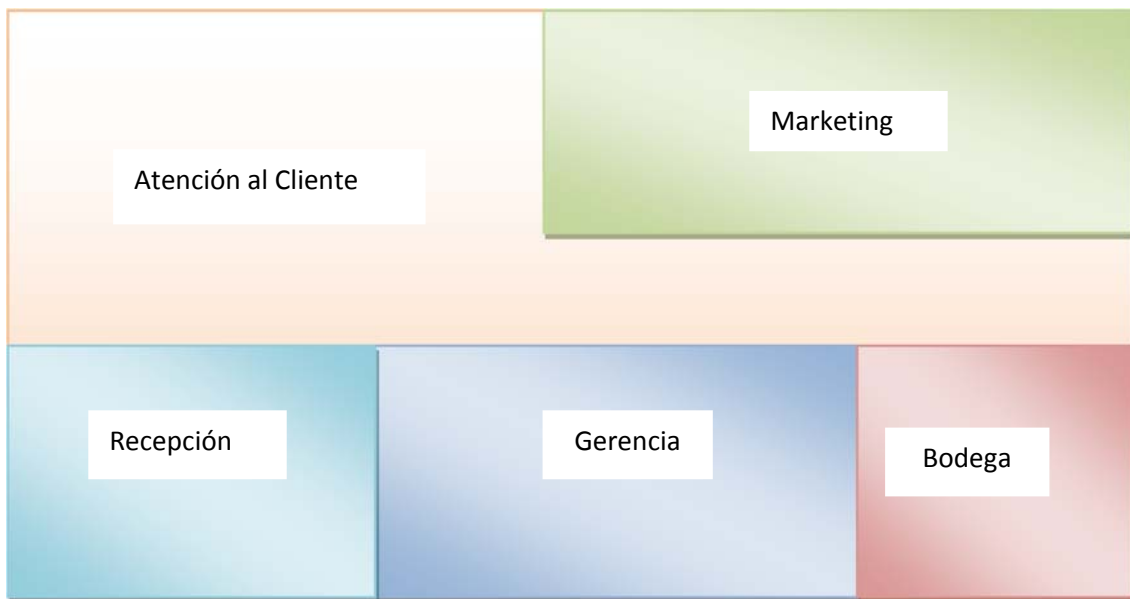 Marketing
Atención al Cliente
Recepción
Gerencia
Bodega